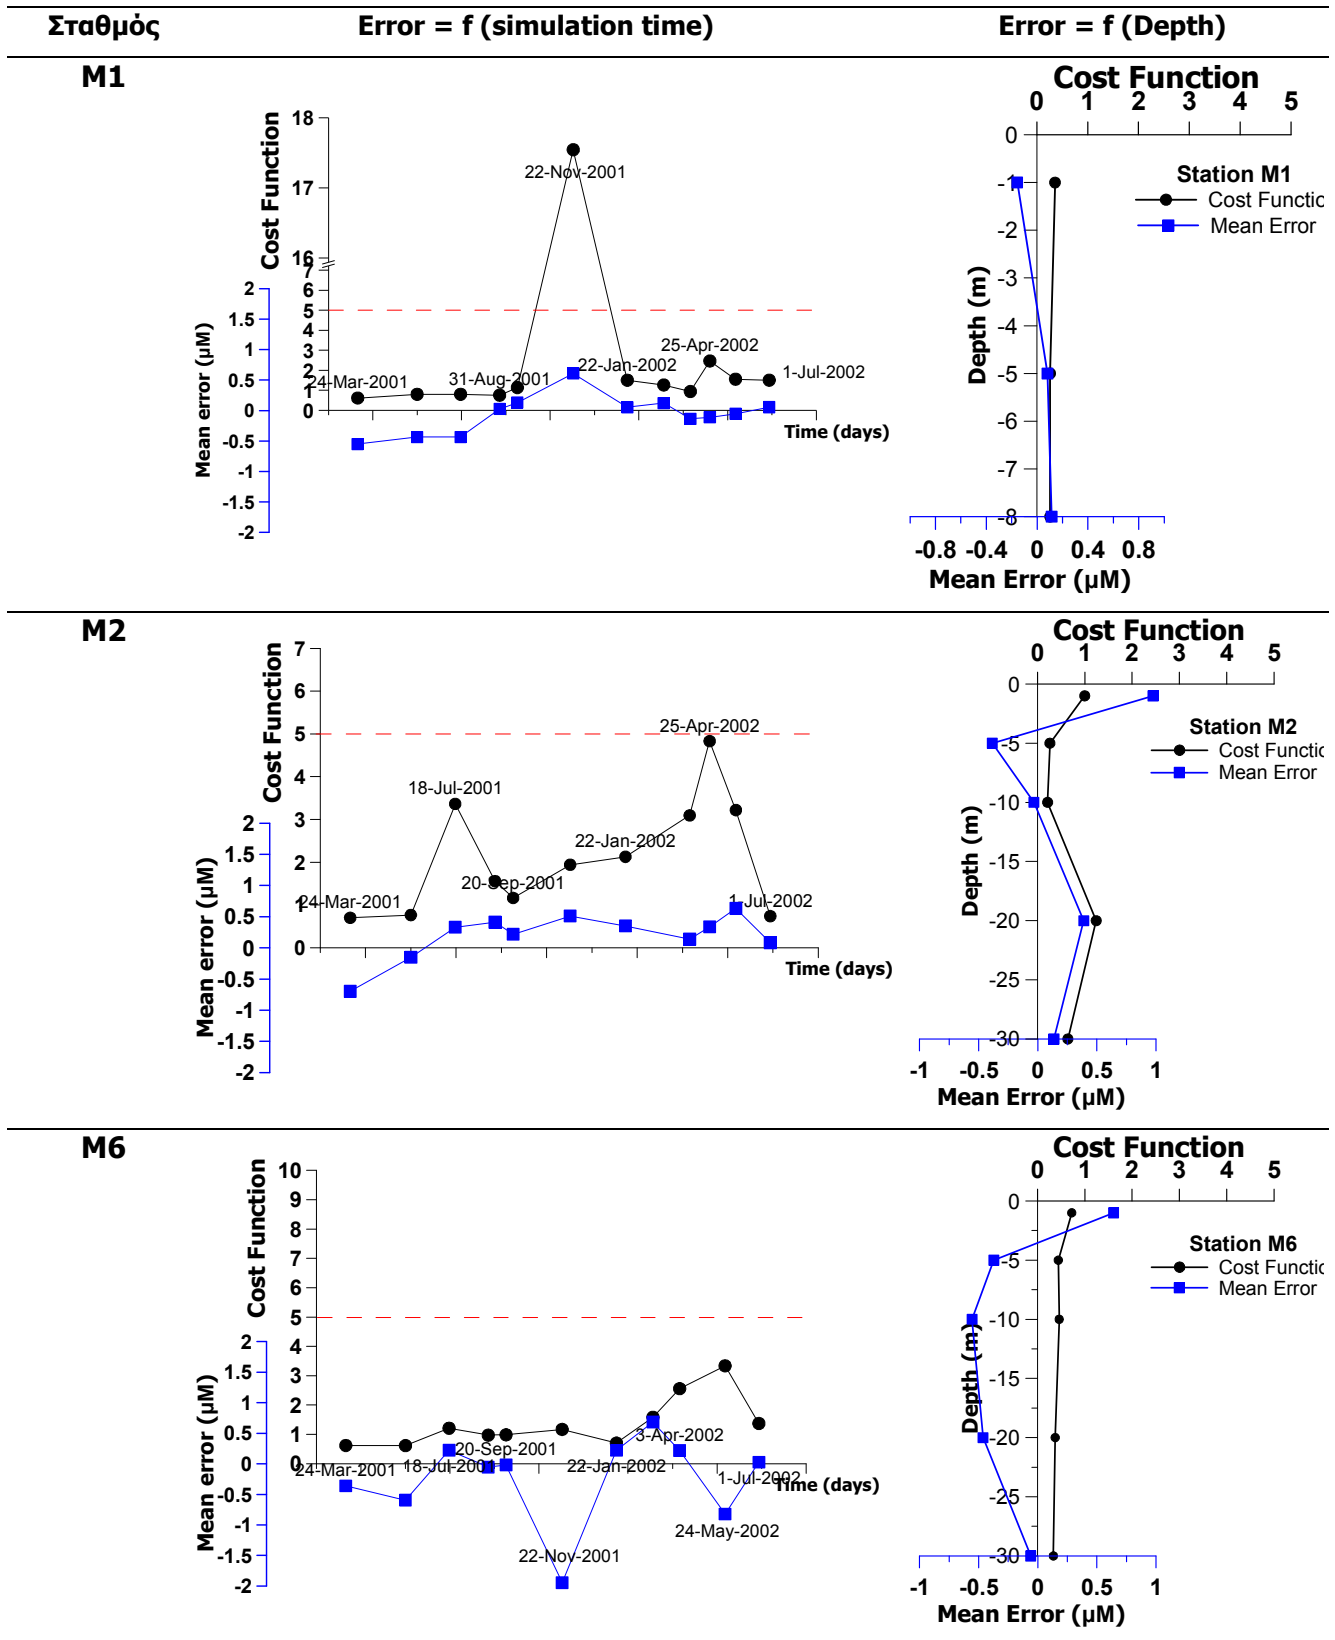 Σταθμός Error = f (simulation time) Error = f (Depth)
M1
Cost Function
18
17
16
7
6
5
4
3
2
1
0
Mean error (μM)
2
1.5
1
0.5
0
-0.5
-1
-1.5
-2
24-Mar-2001
31-Aug-2001
22-Nov-2001
22-Jan-2002
25-Apr-2002
1-Jul-2002
Time (days)
Cost Function
0 1 2 3 4 5
Depth (m)
0
-1
-2
-3
-4
-5
-6
-7
-8
Station M1
Cost Functic
Mean Error
-0.8 -0.4 0 0.4 0.8
Mean Error (μM)
M2
Cost Function
7
6
5
4
3
2
1
0
Mean error (μM)
2
1.5
1
0.5
0
-0.5
-1
-1.5
-2
24-Mar-2001
18-Jul-2001
20-Sep-2001
22-Jan-2002
25-Apr-2002
1-Jul-2002
Time (days)
Cost Function
0 1 2 3 4 5
Depth (m)
0
-5
-10
-15
-20
-25
-30
Station M2
Cost Functic
Mean Error
-1 -0.5 0 0.5 1
Mean Error (μM)
M6
Cost Function
10
9
8
7
6
5
4
3
2
1
0
Mean error (μM)
2
1.5
1
0.5
0
-0.5
-1
-1.5
-2
24-Mar-2001
18-Jul-2001
20-Sep-2001
22-Nov-2001
22-Jan-2002
3-Apr-2002
24-May-2002
1-Jul-2002
Time (days)
Cost Function
0 1 2 3 4 5
Depth (m)
0
-5
-10
-15
-20
-25
-30
Station M6
Cost Functic
Mean Error
-1 -0.5 0 0.5 1
Mean Error (μM)